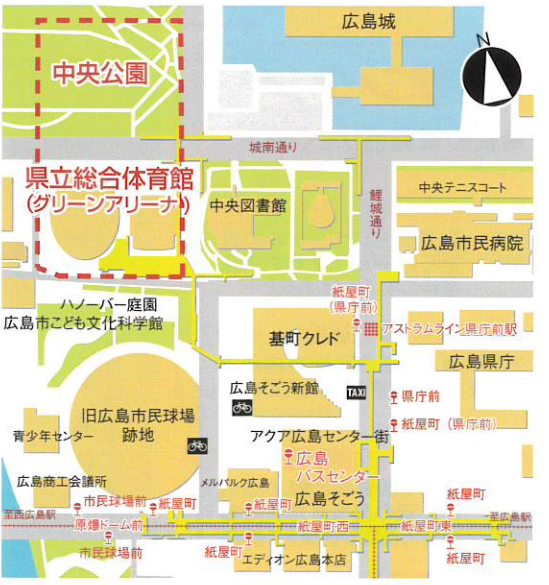 広島城
N
中央公園
城南通り
県立総合体育館
(グリーンアリーナ)
中央図書館
鯉城通り
中央テニスコート
広島市民病院
ハノーバー庭園
広島市こども文化科学館
紙屋町
(県庁前)
アストラムライン県庁前駅
基町クレド
広島県庁
広島そごう新館
TAXI
県庁前
旧広島市民球場
跡地
紙屋町(県庁前)
青少年センター
アクア広島センター街
広島
バスセンター
広島商工会議所
メルパルク広島
広島そごう
市民球場前
紙屋町
紙屋町
紙屋町
至西広島駅
原爆ドーム前
紙屋町西
紙屋町東
至広島駅
市民球場前
紙屋町
エディオン広島本店
紙屋町